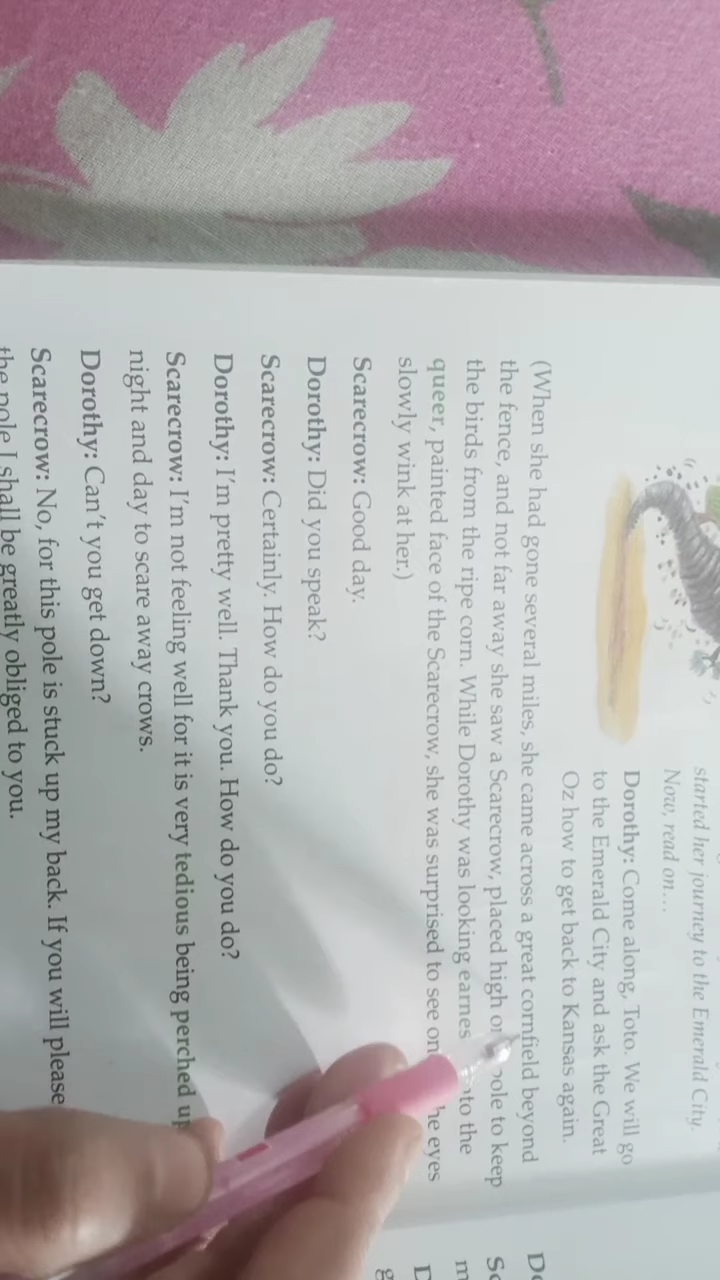 started her journey to the Emerald City.
Now, read on...
Dorothy: Come along, Toto. We will go
to the Emerald City and ask the Great
Oz how to get back to Kansas again.
(When she had gone several miles, she came across a great cornfield beyond
the fence, and not far away she saw a Scarecrow, placed high pole to keep
the birds from the ripe corn. While Dorothy was looking the
queer, painted face of the Scarecrow, she was surprised to see eyes
slowly wink at her.)
Scarecrow: Good day.
Dorothy: Did you speak?
Scarecrow: Certainly. How do you do?
Dorothy: I'm pretty well. Thank you. How do you do?
Scarecrow: I'm not feeling well for it is very tedious being perched
night and day to scare away crows.
Dorothy: Can't you get down?
Scarecrow: No, for this pole is stuck up my back. If you will please
the pole I shall be greatly obliged to you.